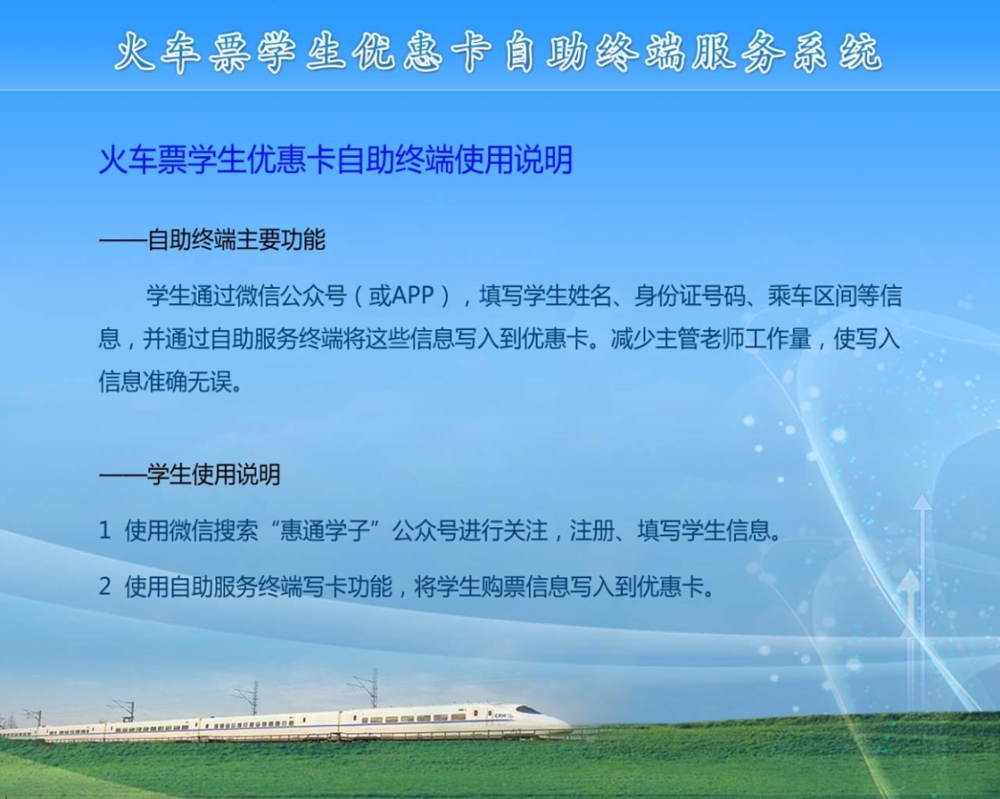 火车票学生优惠卡自助终端服务系统
火车票学生优惠卡自助终端使用说明
——自助终端主要功能
学生通过微信公众号（或APP），填写学生姓名、身份证号码、乘车区间等信
息，并通过自助服务终端将这些信息写入到优惠卡。减少主管老师工作量，使写入
信息准确无误。
——学生使用说明
1 使用微信搜索“惠通学子”公众号进行关注，注册、填写学生信息。
2 使用自助服务终端写卡功能，将学生购票信息写入到优惠卡。
CRH